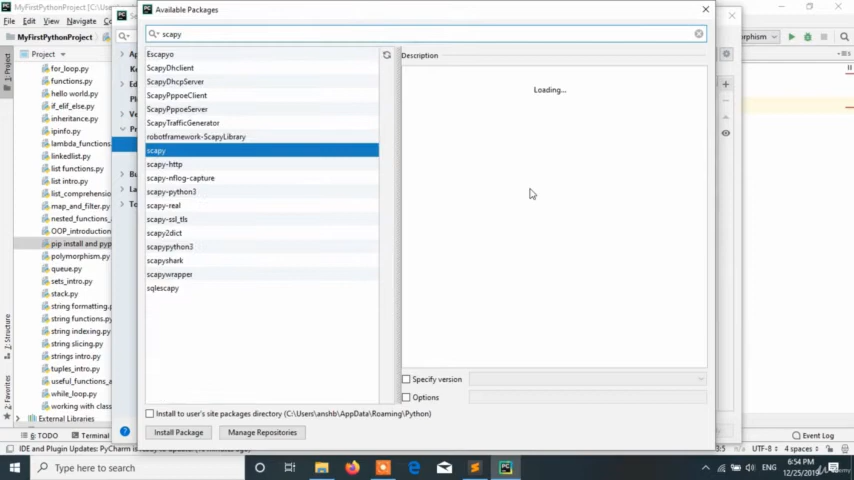 MyFirstPythonProject
Available Packages
File Edit View Navigate
scapy
MyFirstPythonProject
Project
for_loop.py
functions.py
hello world.py
if_elif_else.py
inheritance.py
ipinfo.py
lambda_functions
linkedlist.py
list functions.py
list intro.py
list_comprehensio
map_and_filter.py
nested_functions
OOP_introduction
pip install and pyp
polymorphism.py
queue.py
sets_intro.py
stack.py
string formatting.
string functions.py
string indexing.py
string slicing.py
strings intro.py
tuples_intro.py
useful_functions_a
while_loop.py
working with class
External Libraries
1: Project
Structure
Favorites
Escapyo
ScapyDhclient
ScapyDhcpServer
ScapyPppoeClient
ScapyPppoeServer
ScapyTrafficGenerator
robotframework-ScapyLibrary
scapy
scapy-http
scapy-nflog-capture
scapy-python3
scapy-real
scapy-ssl_tls
scapy2dict
scapypython3
scapyshark
scapywrapper
sqlescapy
Description
Loading...
Specify version
Options
Install to user's site packages directory (C:\Users\anshb\AppData\Roaming\Python)
Install Package
Manage Repositories
6: TODO
Terminal
Event Log
IDE and Plugin Updates: PyCharm
UTF-8
4 spaces
Type here to search
ENG
6:54 PM